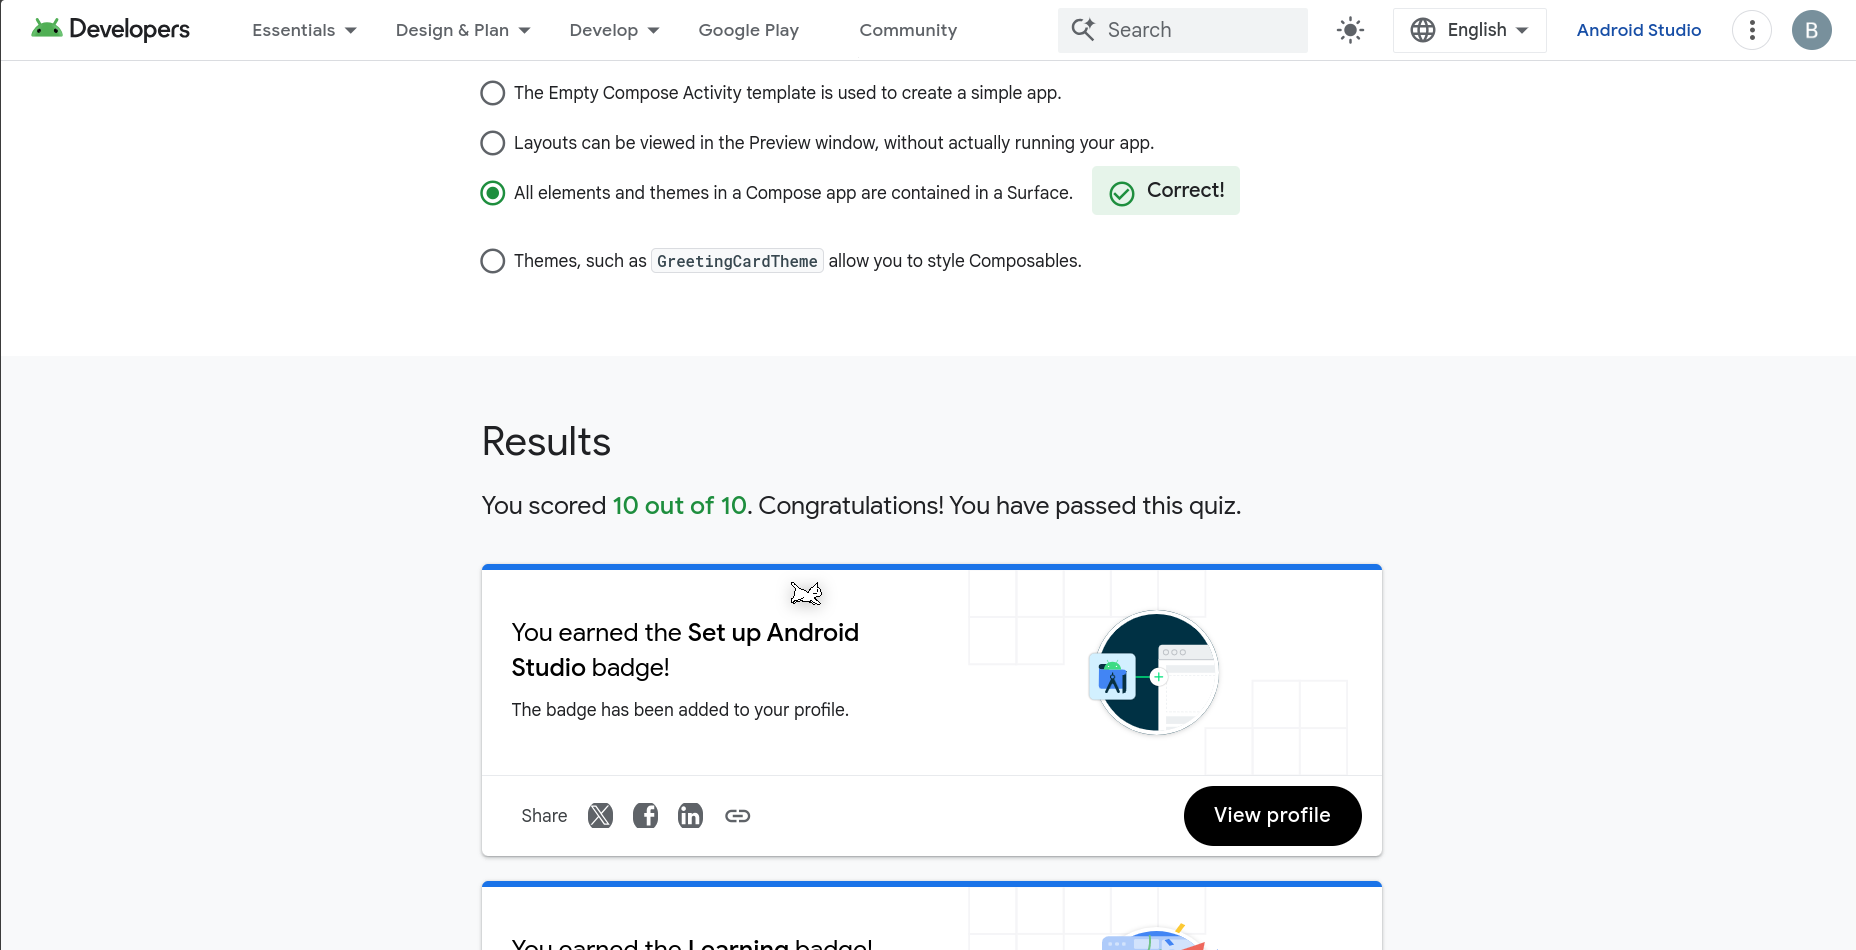 Developers
Essentials
Design & Plan
Develop
Google Play
Community
Search
English
Android Studio
B
The Empty Compose Activity template is used to create a simple app.
Layouts can be viewed in the Preview window, without actually running your app.
All elements and themes in a Compose app are contained in a Surface.
Correct!
Themes, such as GreetingCardTheme allow you to style Composables.
Results
You scored 10 out of 10. Congratulations! You have passed this quiz.
You earned the Set up Android
Studio badge!
The badge has been added to your profile.
Share
View profile
You earned the Learning badge!